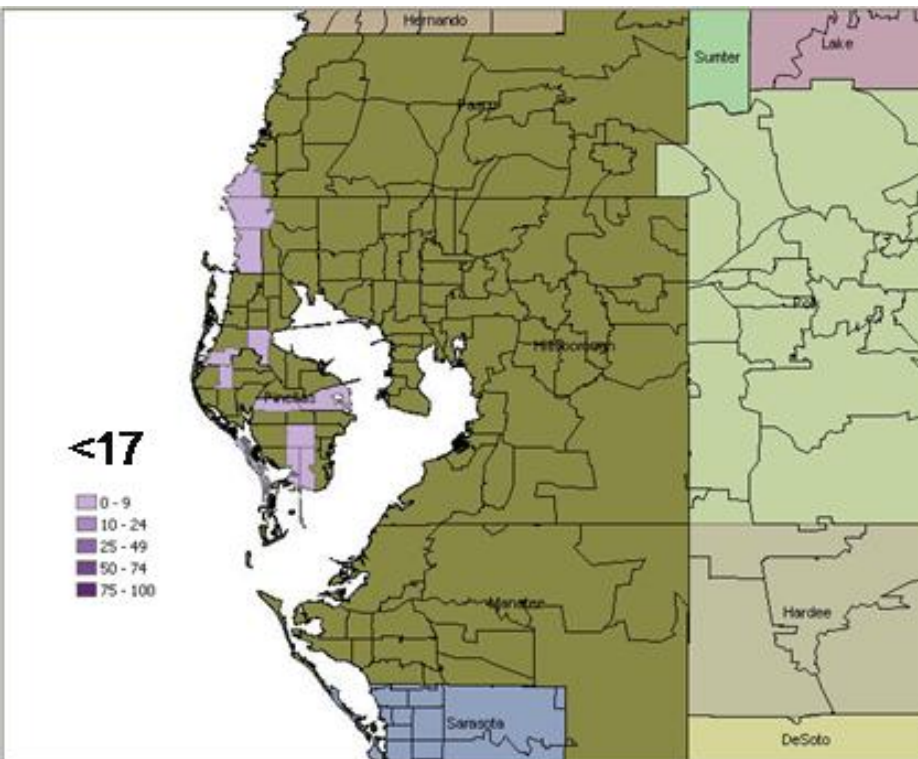 Hernando
Lake
Sumter
Pasco
Polk
Hillsborough
Pinellas
<17
0 - 9
10 - 24
25 - 49
50 - 74
75 - 100
Manatee
Hardee
Sarasota
DeSoto